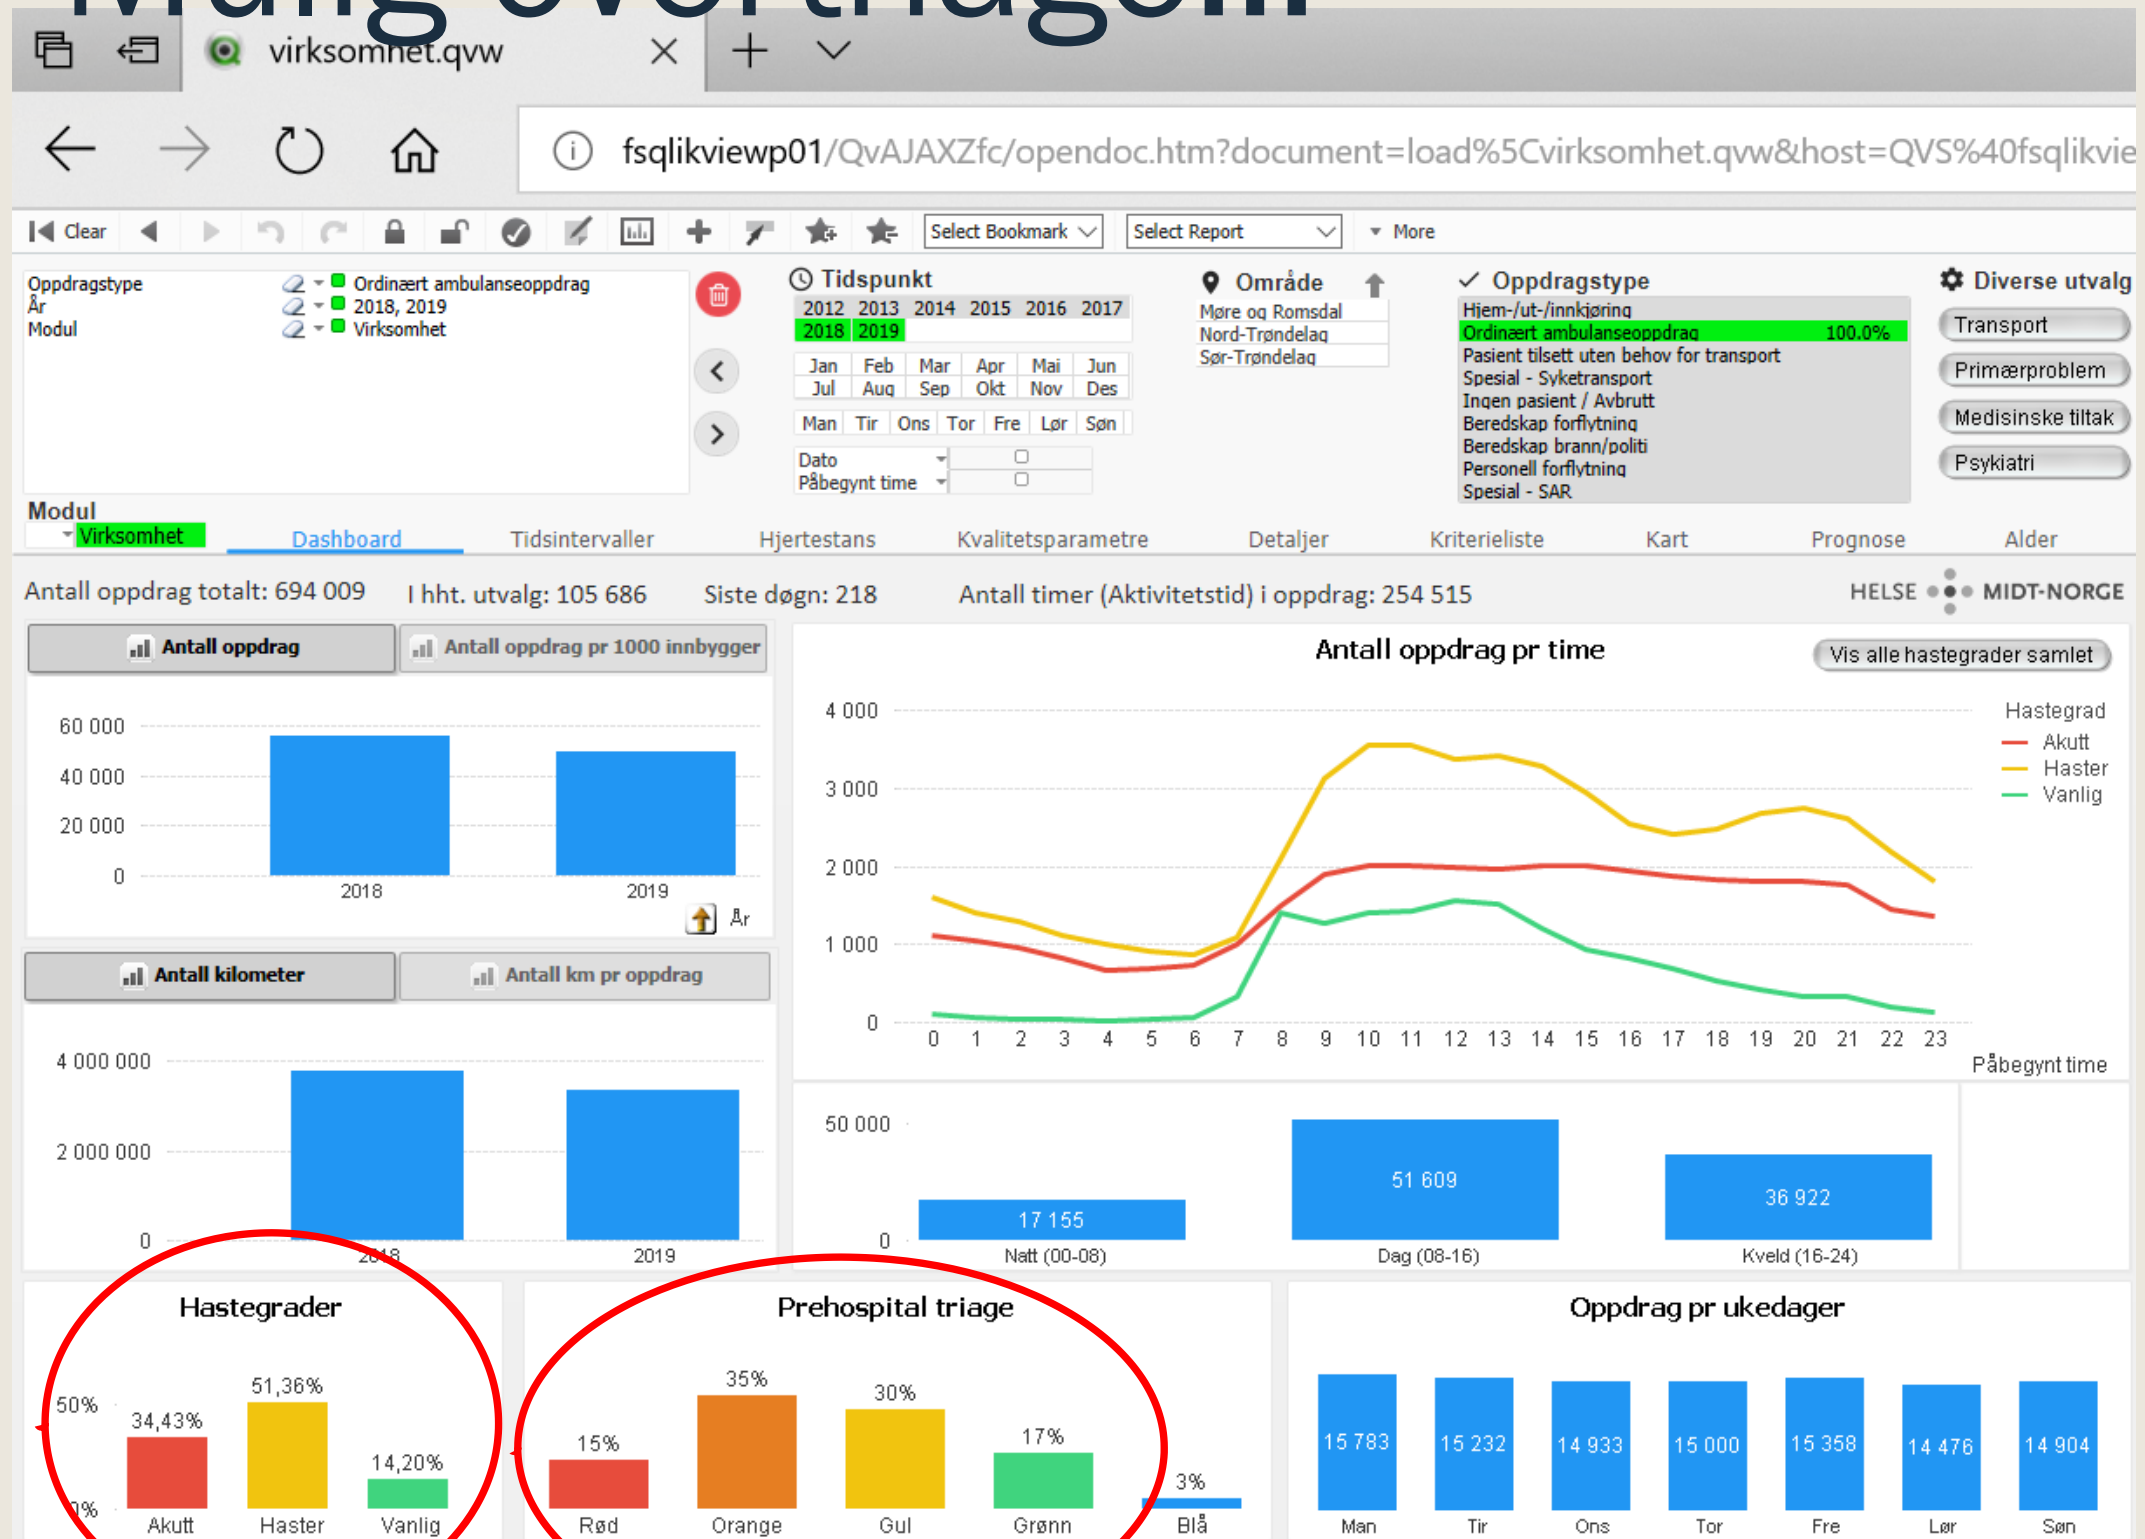 Mulig overtriage...
virksomhet.qvw
fsqlikviewp01/QvAJAXZfc/opendoc.htm?document=load%5Cvirksomhet.qvw&host=QVS%40fsqlikvie
Clear
Select Bookmark
Select Report
More
Oppdragstype Ordinært ambulanseoppdrag
År 2018, 2019
Modul Virksomhet
Tidspunkt
2012 2013 2014 2015 2016 2017
2018 2019
Jan Feb Mar Apr Mai Jun
Jul Aug Sep Okt Nov Des
Man Tir Ons Tor Fre Lør Søn
Dato
Påbegynt time
Område
Møre og Romsdal
Nord-Trøndelag
Sør-Trøndelag
Oppdragstype
Hjem-/ut-/innkjøring
Ordinært ambulanseoppdrag 100.0%
Pasient tilsett uten behov for transport
Spesial - Syketransport
Ingen pasient / Avbrutt
Beredskap forflytning
Beredskap brann/politi
Personell forflytning
Spesial - SAR
Diverse utvalg
Transport
Primærproblem
Medisinske tiltak
Psykiatri
Modul
Virksomhet
Dashboard Tidsintervaller Hjertestans Kvalitetsparametre Detaljer Kriterieliste Kart Prognose Alder
Antall oppdrag totalt: 694 009 I hht. utvalg: 105 686 Siste døgn: 218 Antall timer (Aktivitetstid) i oppdrag: 254 515
HELSE MIDT-NORGE
Antall oppdrag
Antall oppdrag pr 1000 innbygger
60 000
40 000
20 000
0
2018 2019
År
Antall kilometer
Antall km pr oppdrag
4 000 000
2 000 000
0
2018 2019
Antall oppdrag pr time
Vis alle hastegrader samlet
Hastegrad
Akutt
Haster
Vanlig
4 000
3 000
2 000
1 000
0
0 1 2 3 4 5 6 7 8 9 10 11 12 13 14 15 16 17 18 19 20 21 22 23
Påbegynt time
50 000
0
17 155 51 609 36 922
Natt (00-08) Dag (08-16) Kveld (16-24)
Hastegrader
50%
0%
34,43% 51,36% 14,20%
Akutt Haster Vanlig
Prehospital triage
15% 35% 30% 17% 3%
Rød Orange Gul Grønn Blå
Oppdrag pr ukedager
15 783 15 232 14 933 15 000 15 358 14 476 14 904
Man Tir Ons Tor Fre Lør Søn